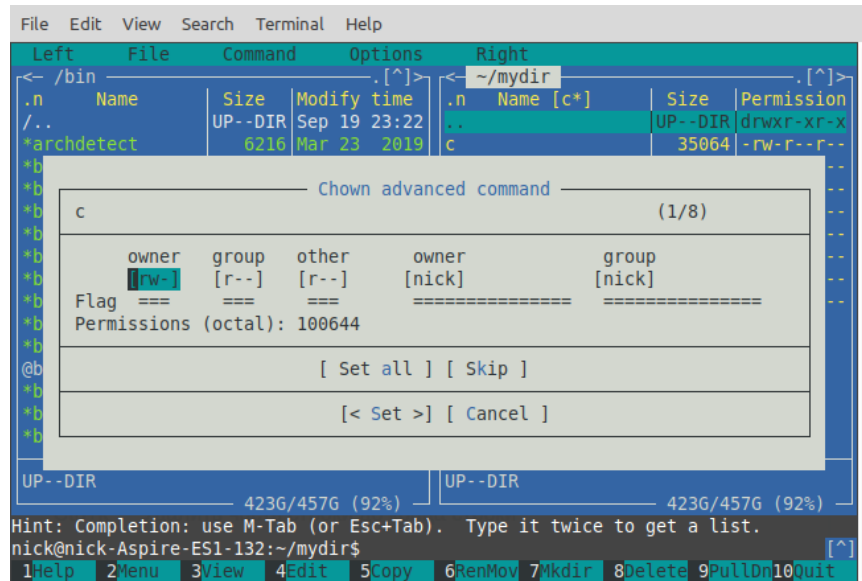 File Edit View Search Terminal Help
Left File Command Options Right
<─ /bin .[^]> <─ ~/mydir .[^]>
.n Name Size Modify time .n Name [c*] Size Permission
/.. UP--DIR Sep 19 23:22 .. UP--DIR drwxr-xr-x
*archdetect 6216 Mar 23 2019 c 35064 -rw-r--r--
*b --
*b Chown advanced command --
*b c (1/8) --
*b --
*b owner group other owner group --
*b [rw-] [r--] [r--] [nick] [nick] --
*b Flag === === === =============== =============== --
*b Permissions (octal): 100644
*b
@b [ Set all ] [ Skip ]
*b
*b [< Set >] [ Cancel ]
*b
UP--DIR UP--DIR
423G/457G (92%) 423G/457G (92%)
Hint: Completion: use M-Tab (or Esc+Tab). Type it twice to get a list.
nick@nick-Aspire-ES1-132:~/mydir$ [^]
1Help 2Menu 3View 4Edit 5Copy 6RenMov 7Mkdir 8Delete 9PullDn 10Quit